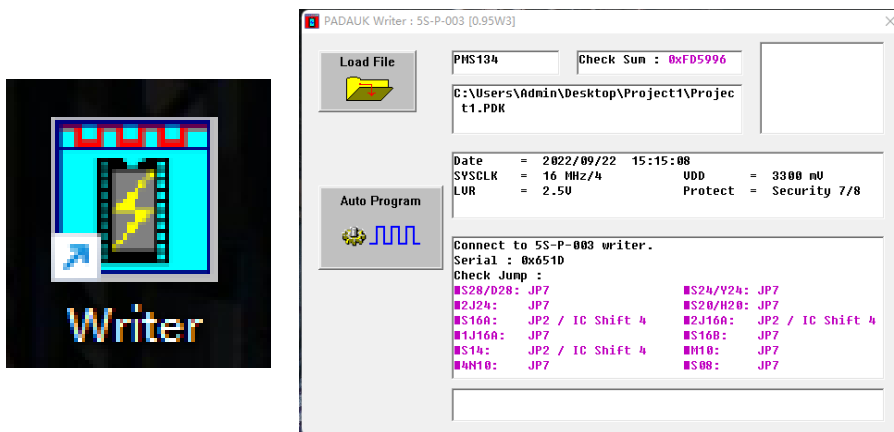 Writer
PADAUK Writer : 5S-P-003 [0.95W3]
Load File
PMS134
Check Sum : 0xFD5996
C:\Users\Admin\Desktop\Project1\Projec
t1.PDK
Date = 2022/09/22 15:15:08
SYSCLK = 16 MHz/4 VDD = 3300 mV
LVR = 2.5V Protect = Security 7/8
Auto Program
Connect to 5S-P-003 writer.
Serial : 0x651D
Check Jump :
■S28/D28: JP7 ■S24/Y24: JP7
■2J24: JP7 ■S20/H20: JP7
■S16A: JP2 / IC Shift 4 ■2J16A: JP2 / IC Shift 4
■1J16A: JP7 ■S16B: JP7
■S14: JP2 / IC Shift 4 ■M10: JP7
■4N10: JP7 ■S08: JP7